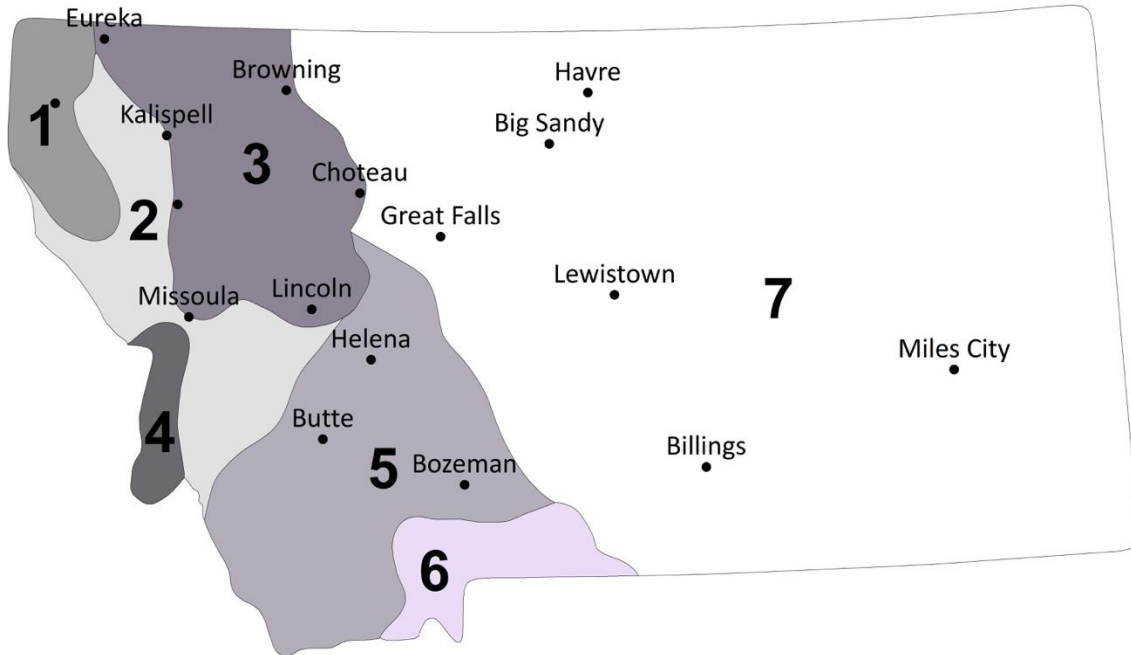 Eureka
Browning
Havre
1
Kalispell
Big Sandy
3
Choteau
2
Great Falls
Missoula
Lincoln
Lewistown
7
Helena
Miles City
4
Butte
5
Bozeman
Billings
6